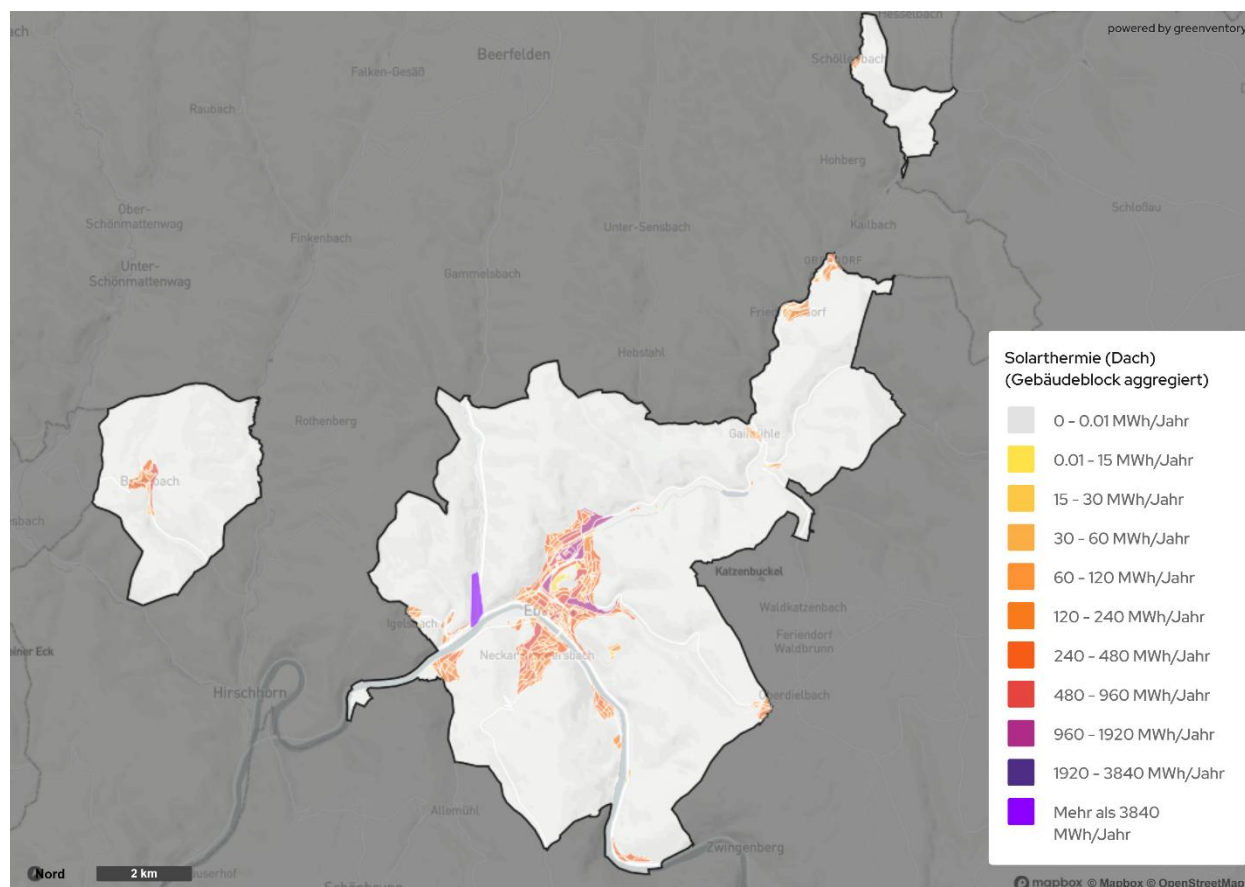 powered by greenventory
Schöllenbach
Beerfelden
Falken-Gesäß
Raubach
Hohberg
Schloßau
Ober-
Schönmattenwag
Unter-Sensbach
Kailbach
Finkenbach
Unter-
Schönmattenwag
Gammelsbach
Hebstahl
Rothenberg
Gaimühle
Katzenbuckel
Waldkatzenbach
Feriendorf
Waldbrunn
Igelsbach
Hirschhorn
Oberdielbach
Allemühl
Zwingenberg
Solarthermie (Dach)
(Gebäudeblock aggregiert)
0 - 0.01 MWh/Jahr
0.01 - 15 MWh/Jahr
15 - 30 MWh/Jahr
30 - 60 MWh/Jahr
60 - 120 MWh/Jahr
120 - 240 MWh/Jahr
240 - 480 MWh/Jahr
480 - 960 MWh/Jahr
960 - 1920 MWh/Jahr
1920 - 3840 MWh/Jahr
Mehr als 3840
MWh/Jahr
Nord
2 km
mapbox © Mapbox © OpenStreetMap